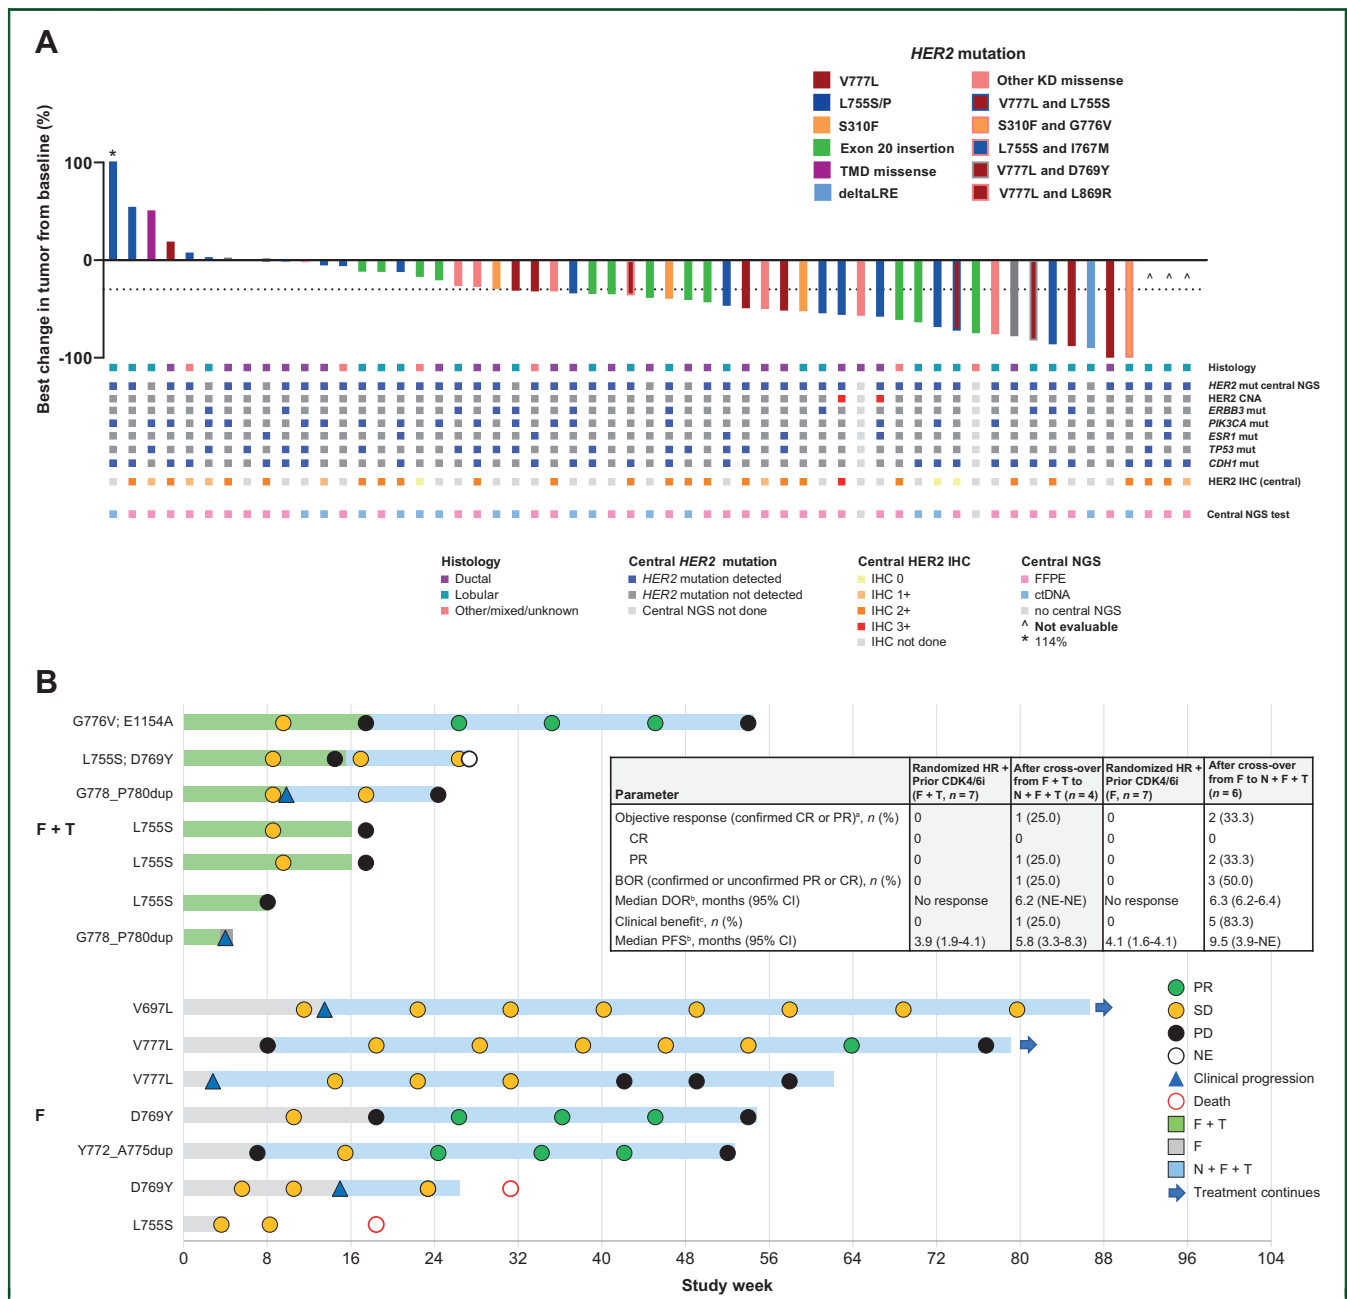 A
HER2 mutation
V777L
Other KD missense
L755S/P
V777L and L755S
S310F
S310F and G776V
Exon 20 insertion
L755S and I767M
TMD missense
V777L and D769Y
deltaLRE
V777L and L869R
Best change in tumor from baseline (%)
100
0
-100
*
^ ^ ^
Histology
HER2 mut central NGS
HER2 CNA
ERBB3 mut
PIK3CA mut
ESR1 mut
TP53 mut
CDH1 mut
HER2 IHC (central)
Central NGS test
Histology
Ductal
Lobular
Other/mixed/unknown
Central HER2 mutation
HER2 mutation detected
HER2 mutation not detected
Central NGS not done
Central HER2 IHC
IHC 0
IHC 1+
IHC 2+
IHC 3+
IHC not done
Central NGS
FFPE
ctDNA
no central NGS
^ Not evaluable
* 114%
B
F + T
G776V; E1154A
L755S; D769Y
G778_P780dup
L755S
L755S
L755S
G778_P780dup
F
V697L
V777L
V777L
D769Y
Y772_A775dup
D769Y
L755S
Parameter
Randomized HR + Prior CDK4/6i (F + T, n = 7)
After cross-over from F + T to N + F + T (n = 4)
Randomized HR + Prior CDK4/6i (F, n = 7)
After cross-over from F to N + F + T (n = 6)
Objective response (confirmed CR or PR)ᵃ, n (%) 0 1 (25.0) 0 2 (33.3)
CR 0 0 0 0
PR 0 1 (25.0) 0 2 (33.3)
BOR (confirmed or unconfirmed PR or CR), n (%) 0 1 (25.0) 0 3 (50.0)
Median DORᵇ, months (95% CI) No response 6.2 (NE-NE) No response 6.3 (6.2-6.4)
Clinical benefitᶜ, n (%) 0 1 (25.0) 0 5 (83.3)
Median PFSᵇ, months (95% CI) 3.9 (1.9-4.1) 5.8 (3.3-8.3) 4.1 (1.6-4.1) 9.5 (3.9-NE)
PR
SD
PD
NE
Clinical progression
Death
F + T
F
N + F + T
Treatment continues
0 8 16 24 32 40 48 56 64 72 80 88 96 104
Study week